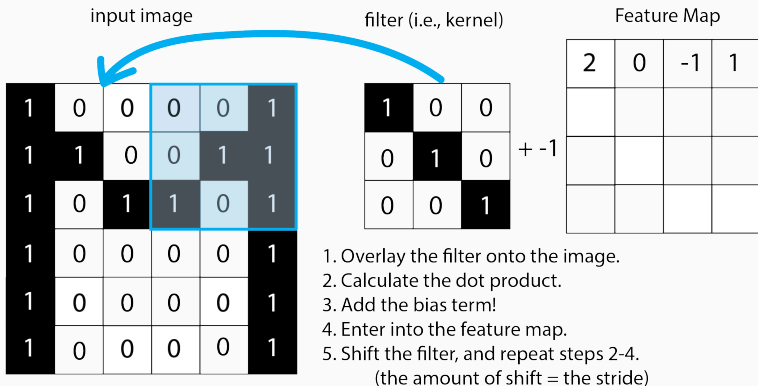 input image
filter (i.e., kernel)
Feature Map
2 0 -1 1
1 0 0 0 0 1
1 1 0 0 1 1
1 0 1 1 0 1
1 0 0 0 0 1
1 0 0 0 0 1
1 0 0 0 0 1
1 0 0
0 1 0
0 0 1
+ -1
1. Overlay the filter onto the image.
2. Calculate the dot product.
3. Add the bias term!
4. Enter into the feature map.
5. Shift the filter, and repeat steps 2-4.
(the amount of shift = the stride)